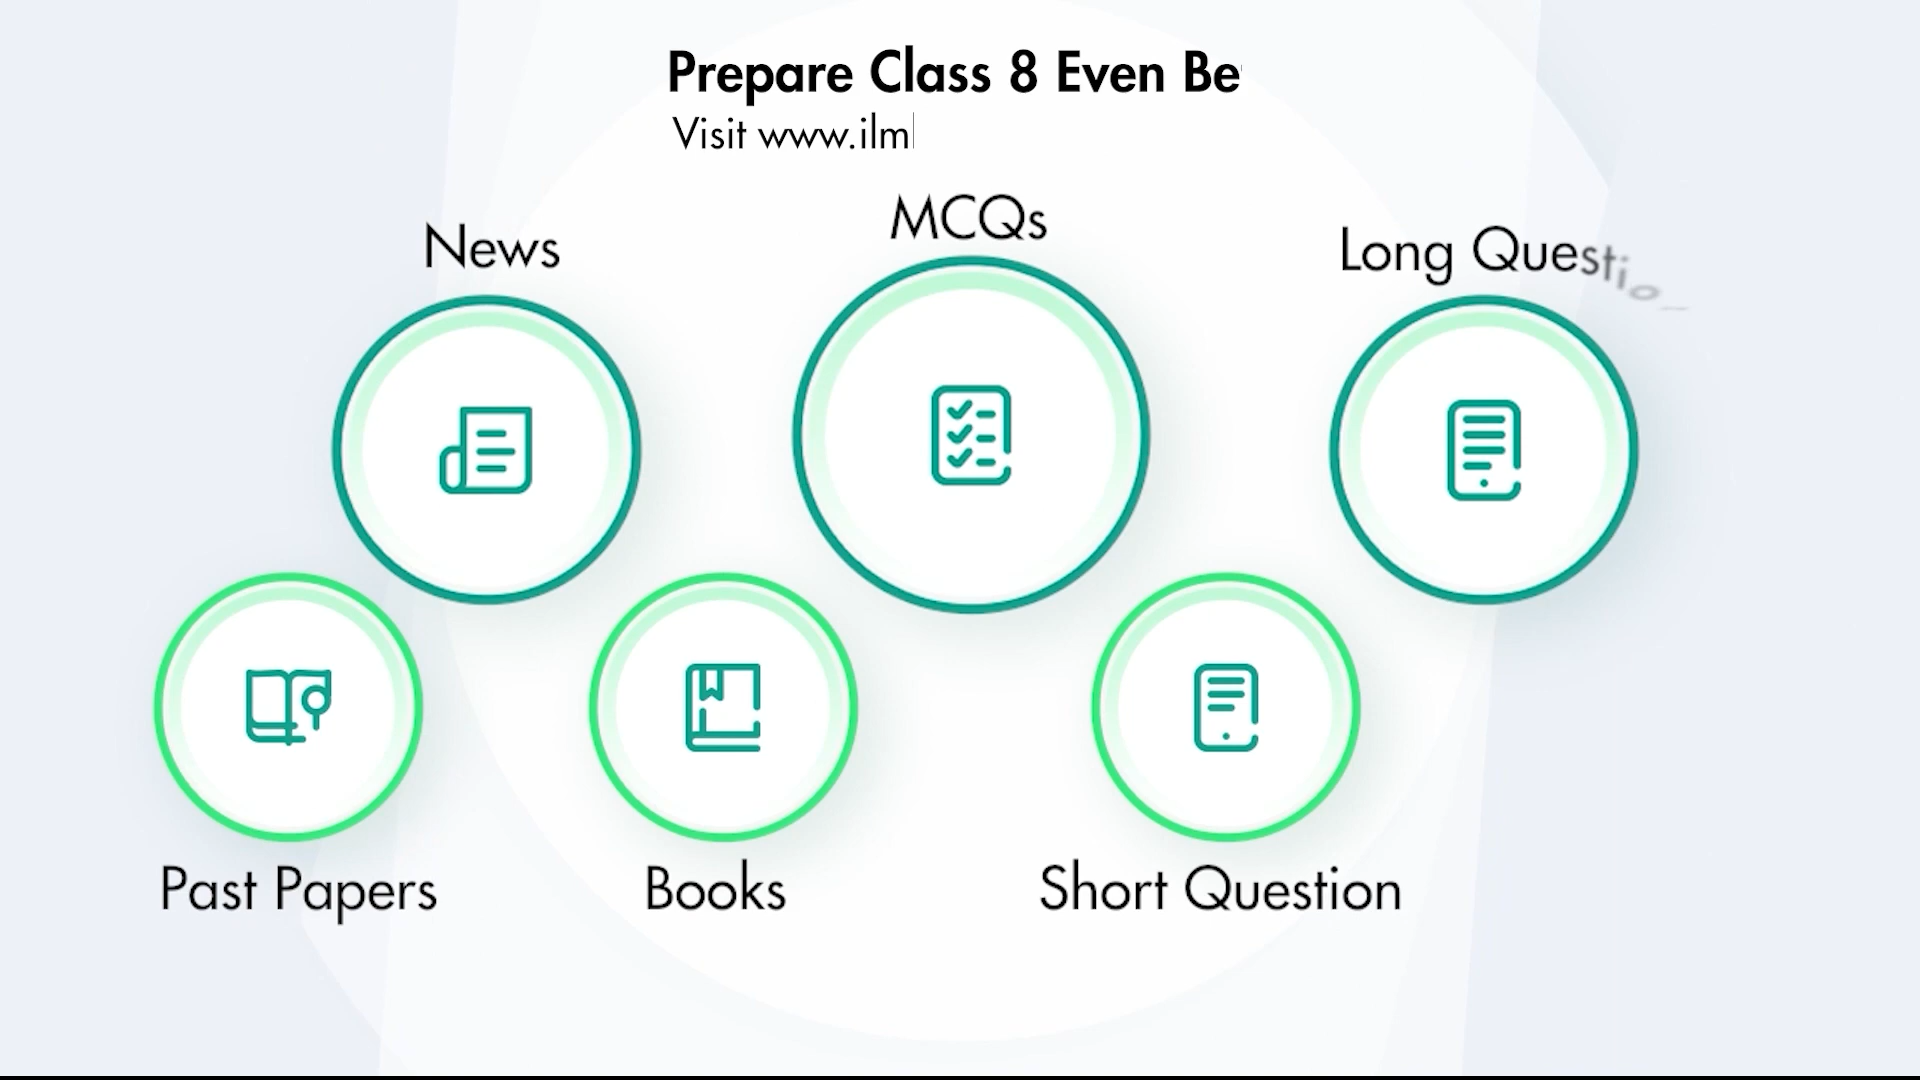 Prepare Class 8 Even Be
Visit www.ilm
MCQs
News
Long Questio
Past Papers
Books
Short Question